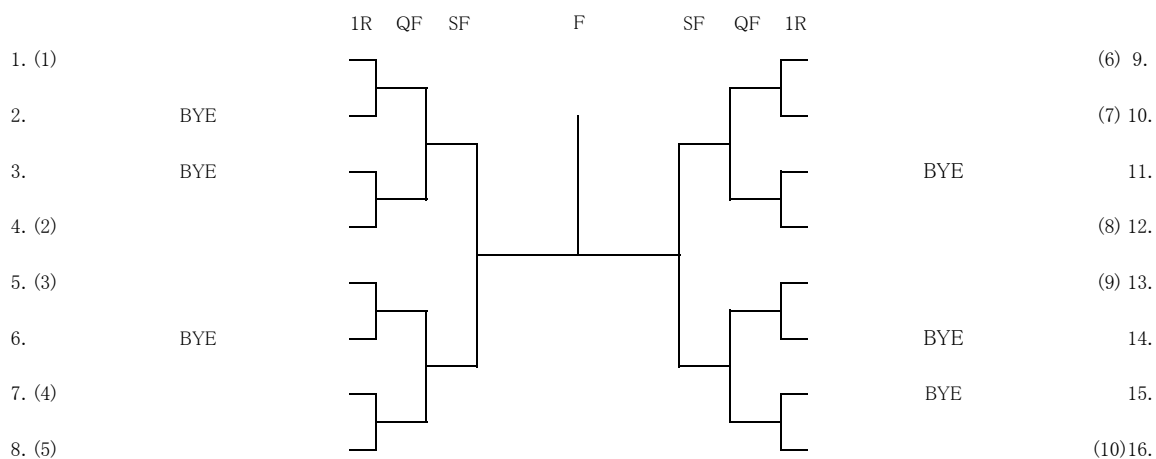 1R QF SF F SF QF 1R
1. (1) (6) 9.
2. BYE (7) 10.
3. BYE BYE 11.
4. (2) (8) 12.
5. (3) (9) 13.
6. BYE BYE 14.
7. (4) BYE 15.
8. (5) (10)16.